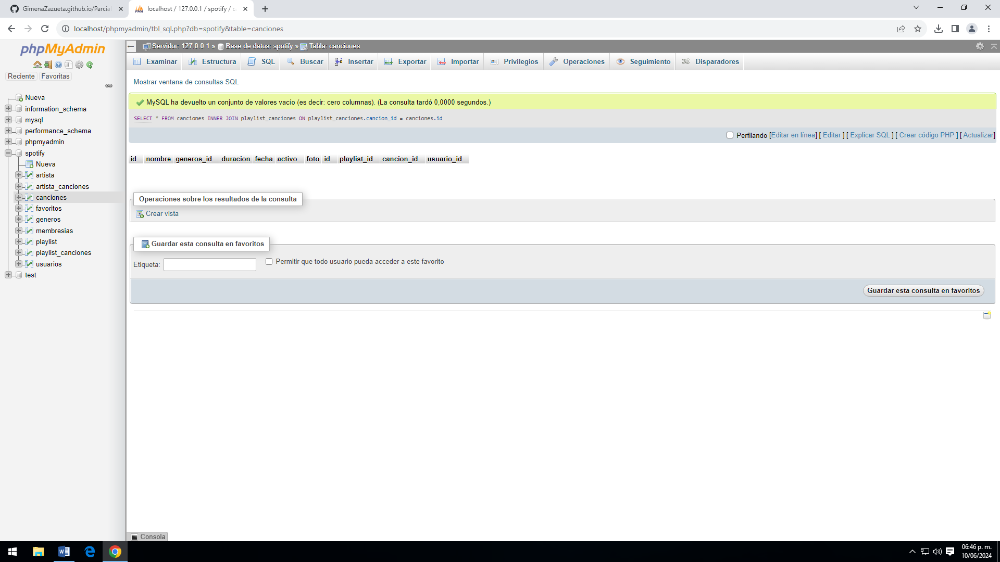 GimenaZazueta.github.io/Parcia
localhost / 127.0.0.1 / spotify / c
localhost/phpmyadmin/tbl_sql.php?db=spotify&table=canciones
phpMyAdmin
Reciente Favoritas
Nueva
information_schema
mysql
performance_schema
phpmyadmin
spotify
Nueva
artista
artista_canciones
canciones
favoritos
generos
membresias
playlist
playlist_canciones
usuarios
test
Servidor: 127.0.0.1 » Base de datos: spotify » Tabla: canciones
Examinar Estructura SQL Buscar Insertar Exportar Importar Privilegios Operaciones Seguimiento Disparadores
Mostrar ventana de consultas SQL
MySQL ha devuelto un conjunto de valores vacío (es decir: cero columnas). (La consulta tardó 0,0000 segundos.)
SELECT * FROM canciones INNER JOIN playlist_canciones ON playlist_canciones.cancion_id = canciones.id
Perfilando [Editar en línea] [ Editar ] [ Explicar SQL ] [ Crear código PHP ] [ Actualizar]
id nombre generos_id duracion fecha activo foto id playlist_id cancion_id usuario_id
Operaciones sobre los resultados de la consulta
Crear vista
Guardar esta consulta en favoritos
Etiqueta: Permitir que todo usuario pueda acceder a este favorito
Guardar esta consulta en favoritos
Consola
06:46 p. m.
10/06/2024